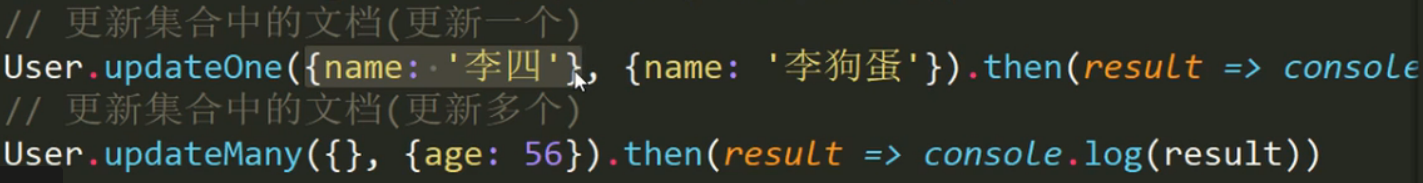 // 更新集合中的文档(更新一个)
User.updateOne({name: '李四'}, {name: '李狗蛋'}).then(result => console
// 更新集合中的文档(更新多个)
User.updateMany({}, {age: 56}).then(result => console.log(result))